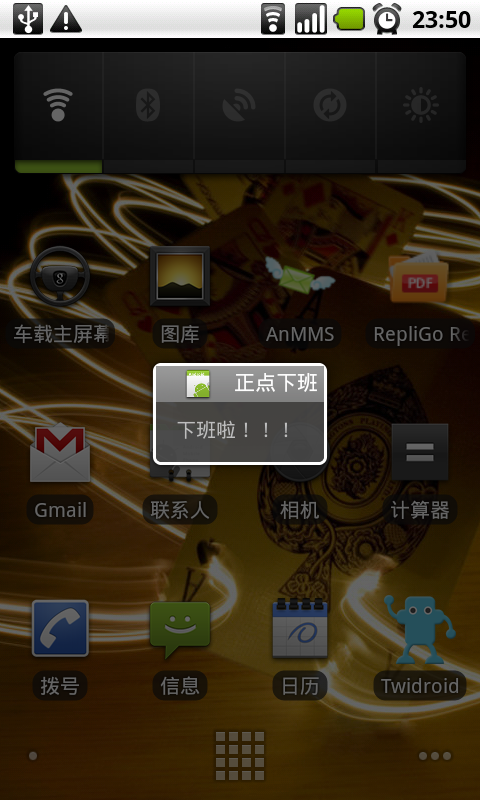 23:50
车载主屏幕
图库
AnMMS
RepliGo Re
PDF
正点下班
下班啦！！！
Gmail
联系人
相机
计算器
拨号
信息
日历
Twidroid